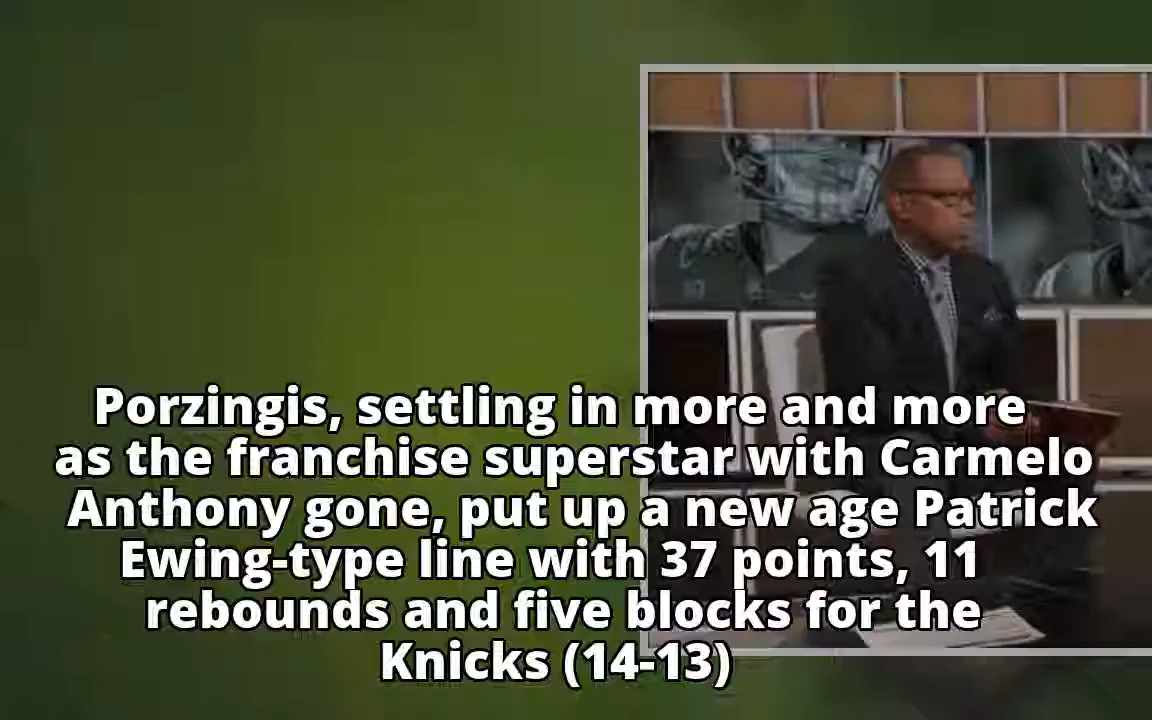 Porzingis, settling in more and more
as the franchise superstar with Carmelo
Anthony gone, put up a new age Patrick
Ewing-type line with 37 points, 11
rebounds and five blocks for the
Knicks (14-13)